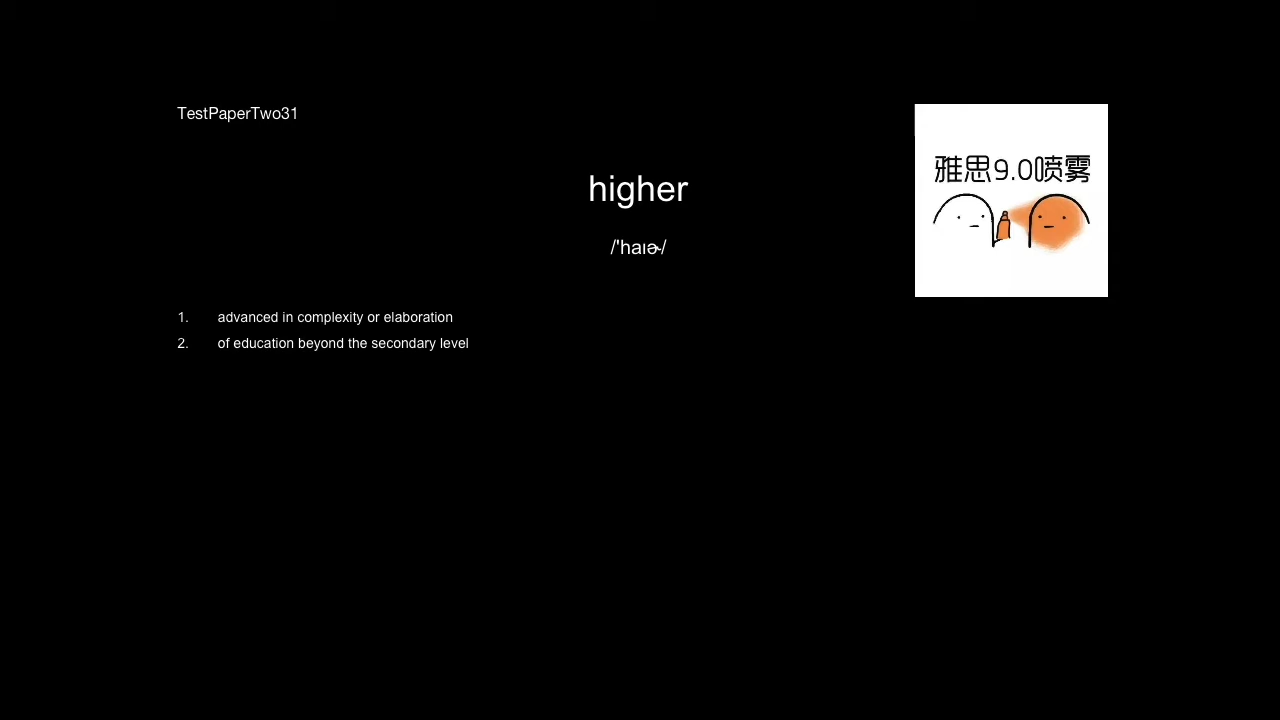 TestPaperTwo31
雅思9.0喷雾
higher
/'haɪɚ/
1. advanced in complexity or elaboration
2. of education beyond the secondary level